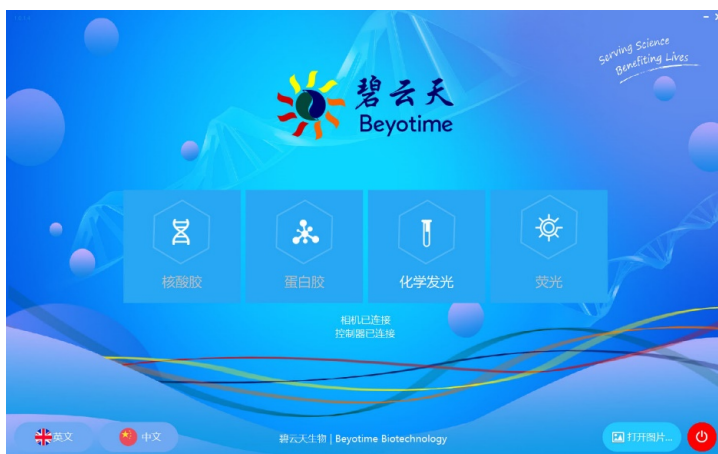 Serving Science
Benefiting Lives
碧云天
Beyotime
核酸胶
蛋白胶
化学发光
荧光
相机已连接
控制器已连接
英文
中文
碧云天生物 | Beyotime Biotechnology
打开图片...